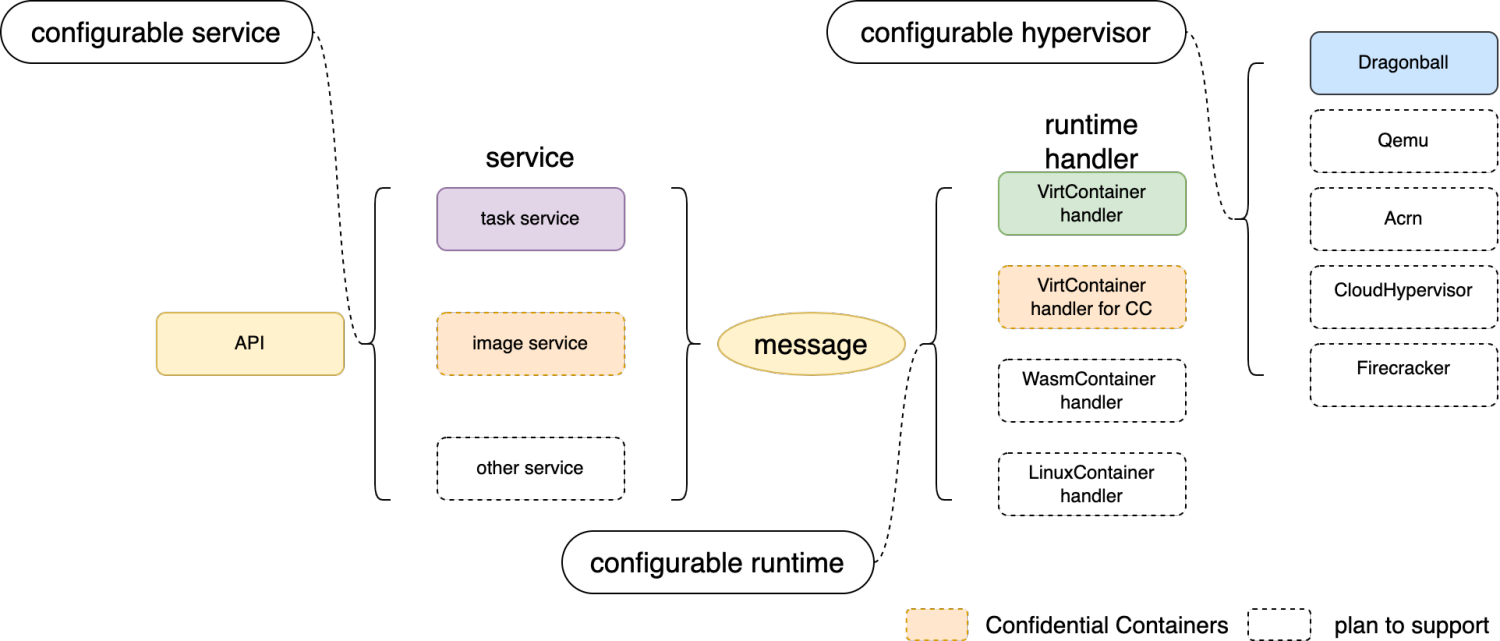 configurable service
configurable hypervisor
Dragonball
Qemu
Acrn
CloudHypervisor
Firecracker
runtime
handler
VirtContainer
handler
VirtContainer
handler for CC
WasmContainer
handler
LinuxContainer
handler
service
task service
image service
other service
API
message
configurable runtime
Confidential Containers
plan to support